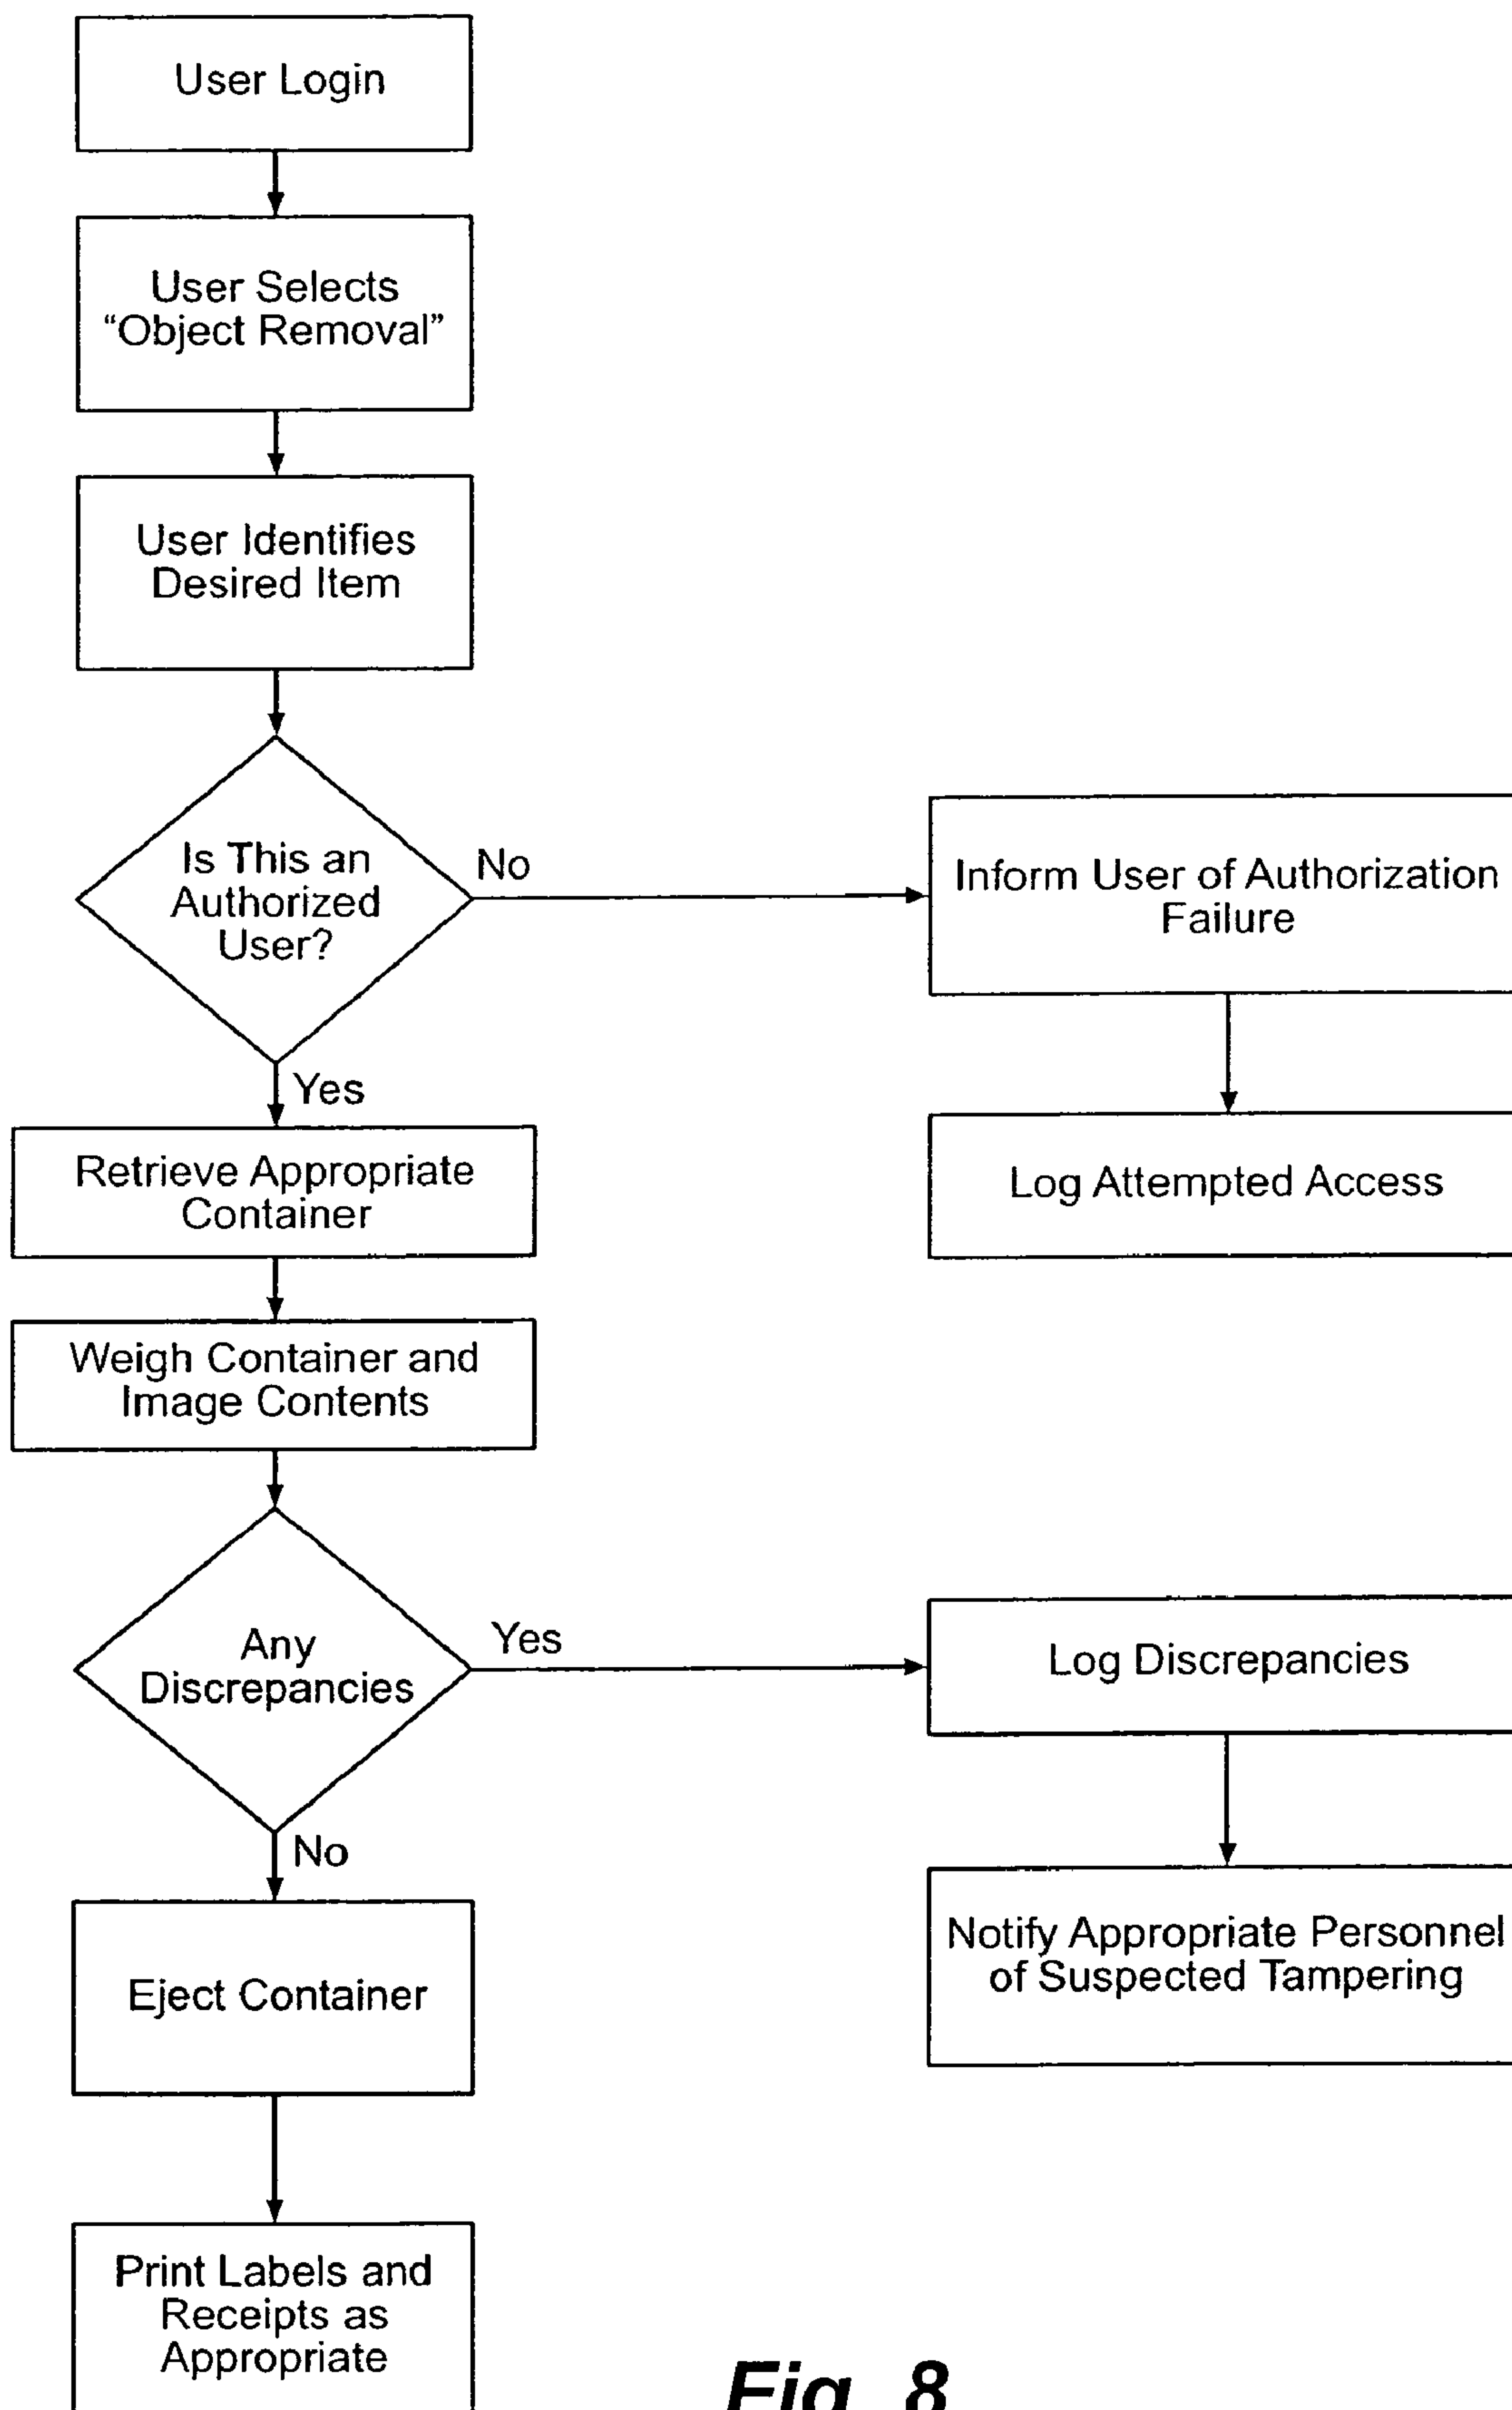 User Login
User Selects
“Object Removal”
User Identifies
Desired Item
Is This an
Authorized
User?
No
Inform User of Authorization
Failure
Log Attempted Access
Yes
Retrieve Appropriate
Container
Weigh Container and
Image Contents
Any
Discrepancies
Yes
Log Discrepancies
Notify Appropriate Personnel
of Suspected Tampering
No
Eject Container
Print Labels and
Receipts as
Appropriate
Fig. 8